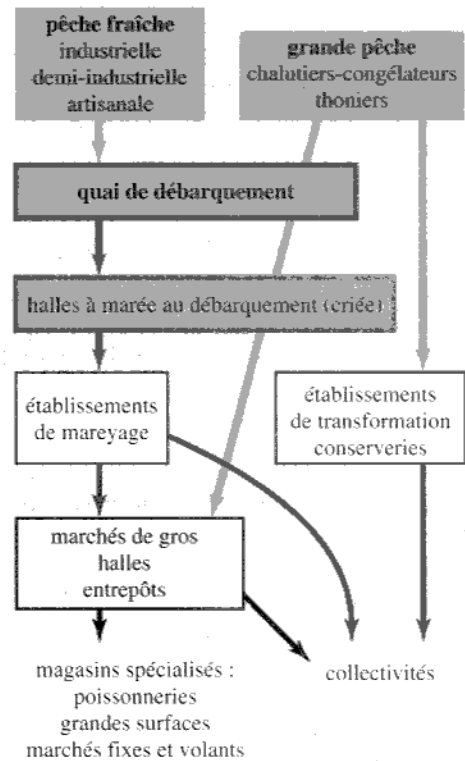 pêche fraîche
industrielle
demi-industrielle
artisanale
grande pêche
chalutiers-congélateurs
thoniers
quai de débarquement
halles à marée au débarquement (criée)
établissements
de mareyage
établissements
de transformation
conserveries
marchés de gros
halles
entrepôts
magasins spécialisés :
poissonneries
grandes surfaces
marchés fixes et volants
collectivités